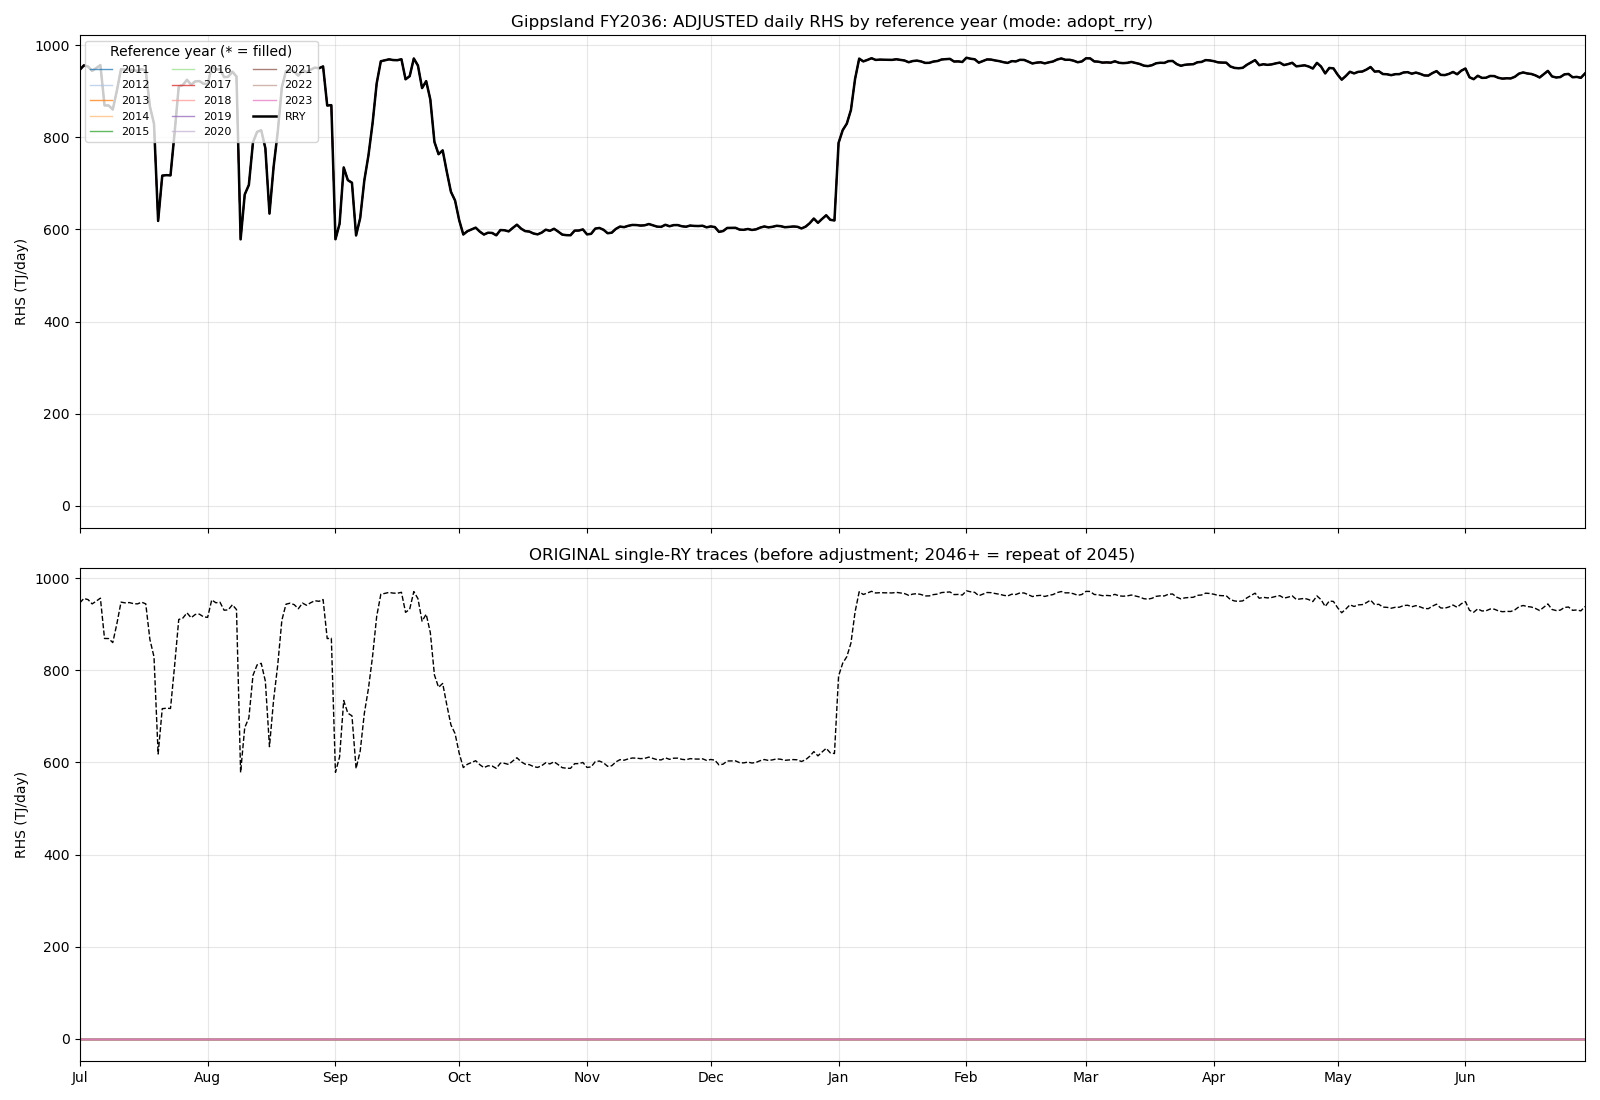 Gippsland FY2036: ADJUSTED daily RHS by reference year (mode: adopt_rry)
Reference year (* = filled)
2011 2016 2021
2012 2017 2022
2013 2018 2023
2014 2019 RRY
2015 2020
RHS (TJ/day)
1000
800
600
400
200
0
ORIGINAL single-RY traces (before adjustment; 2046+ = repeat of 2045)
RHS (TJ/day)
1000
800
600
400
200
0
Jul Aug Sep Oct Nov Dec Jan Feb Mar Apr May Jun